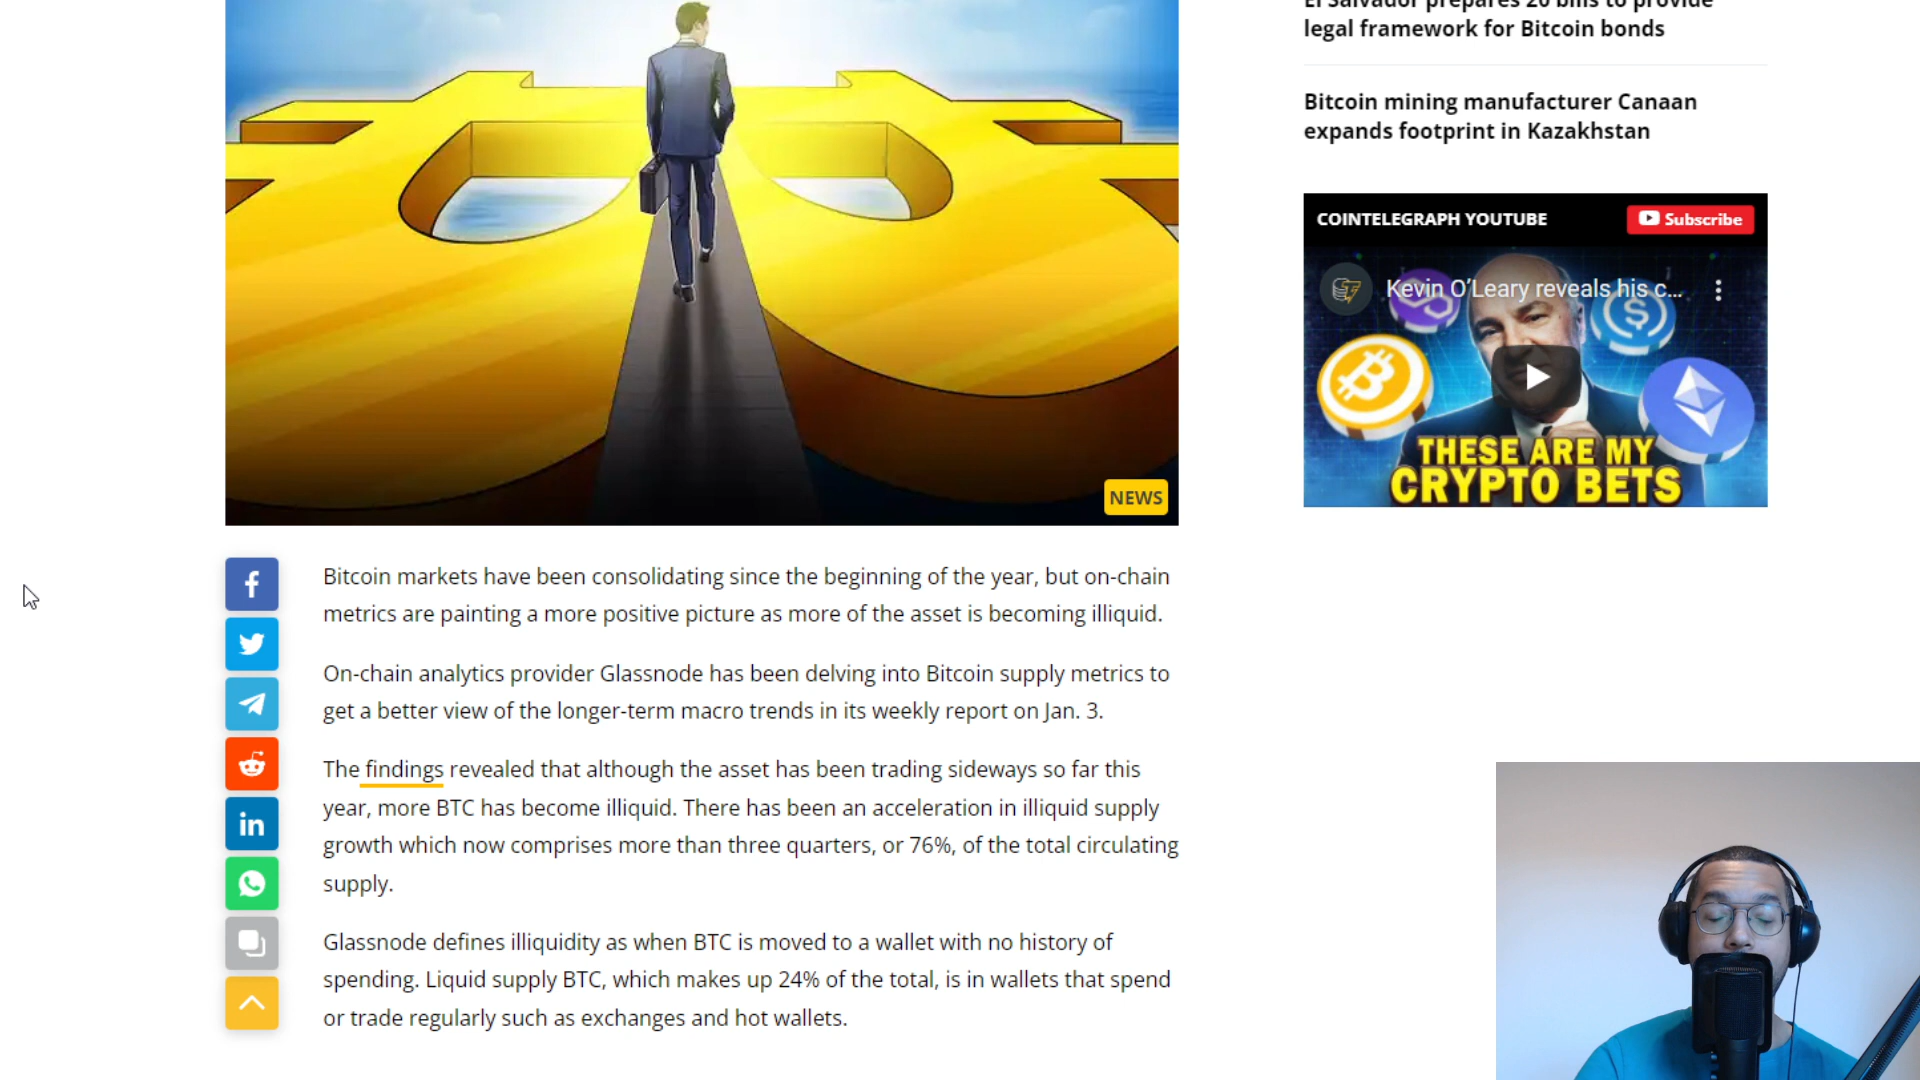 El Salvador prepares 20 bills to provide
legal framework for Bitcoin bonds
Bitcoin mining manufacturer Canaan
expands footprint in Kazakhstan
COINTELEGRAPH YOUTUBE
Subscribe
Kevin O’Leary reveals his c...
THESE ARE MY
CRYPTO BETS
NEWS
Bitcoin markets have been consolidating since the beginning of the year, but on-chain
metrics are painting a more positive picture as more of the asset is becoming illiquid.
On-chain analytics provider Glassnode has been delving into Bitcoin supply metrics to
get a better view of the longer-term macro trends in its weekly report on Jan. 3.
The findings revealed that although the asset has been trading sideways so far this
year, more BTC has become illiquid. There has been an acceleration in illiquid supply
growth which now comprises more than three quarters, or 76%, of the total circulating
supply.
Glassnode defines illiquidity as when BTC is moved to a wallet with no history of
spending. Liquid supply BTC, which makes up 24% of the total, is in wallets that spend
or trade regularly such as exchanges and hot wallets.